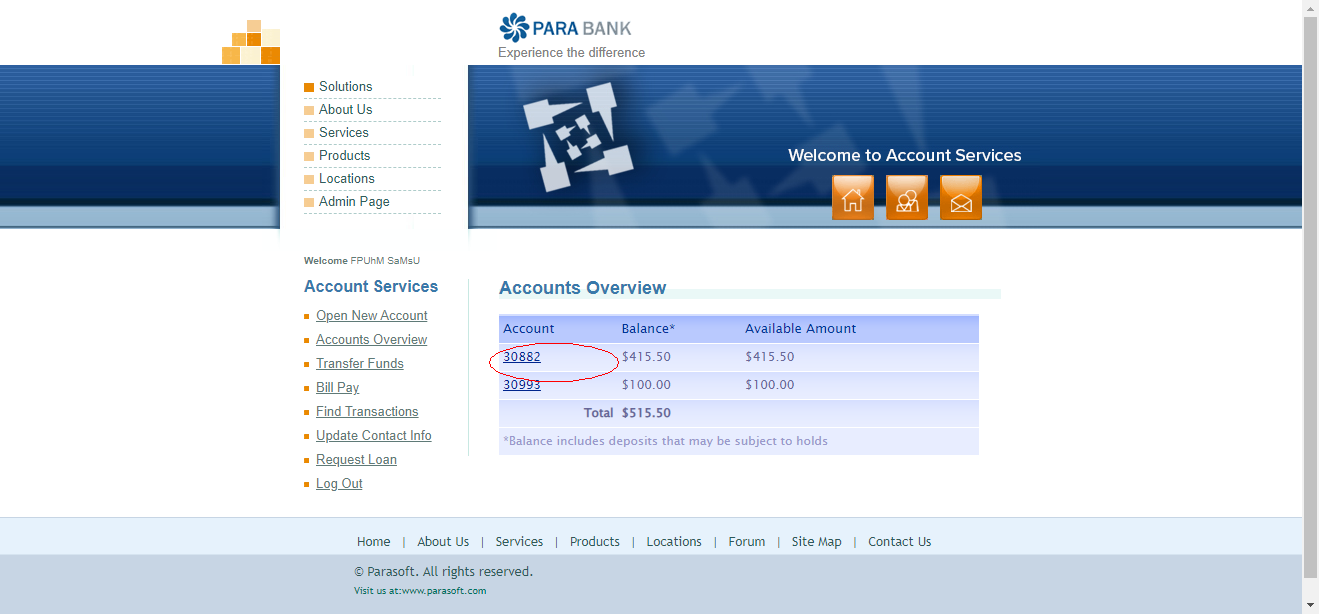 PARA BANK
Experience the difference
Solutions
About Us
Services
Products
Locations
Admin Page
Welcome to Account Services
Welcome FPUhM SaMsU
Account Services
Open New Account
Accounts Overview
Transfer Funds
Bill Pay
Find Transactions
Update Contact Info
Request Loan
Log Out
Accounts Overview
Account Balance* Available Amount
30882 $415.50 $415.50
30993 $100.00 $100.00
Total $515.50
*Balance includes deposits that may be subject to holds
Home | About Us | Services | Products | Locations | Forum | Site Map | Contact Us
© Parasoft. All rights reserved.
Visit us at:www.parasoft.com